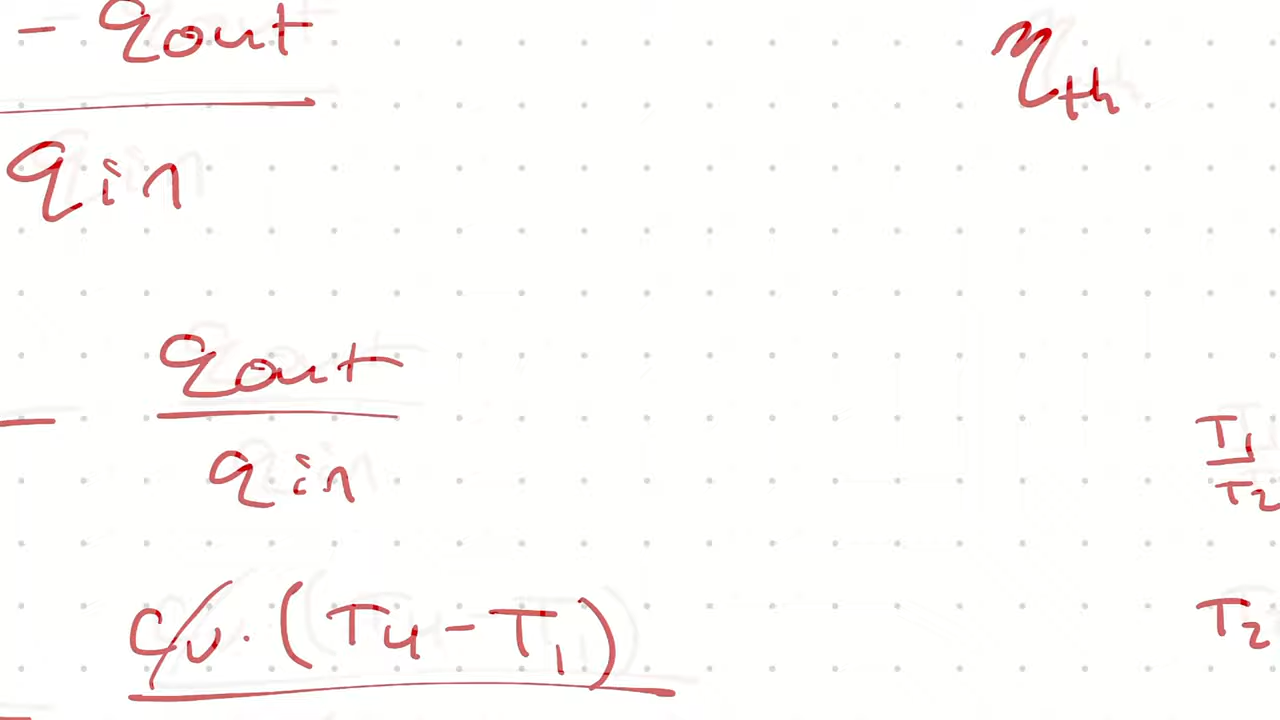 - qout
qin
ηth
- qout
qin
T1
T2
Cv. (T4 - T1)
T2